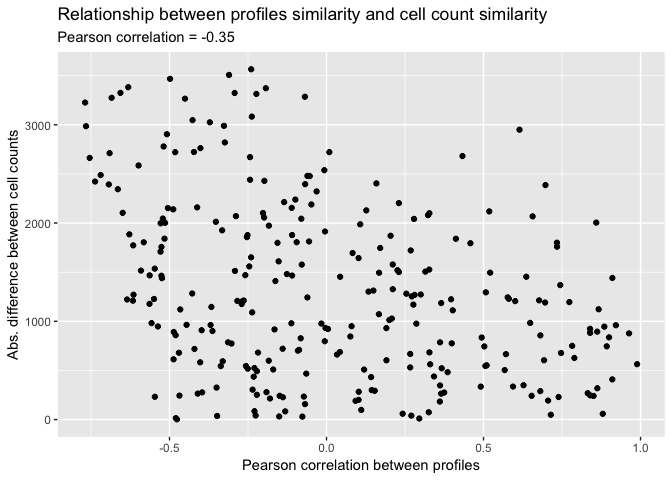 Relationship between profiles similarity and cell count similarity
Pearson correlation = -0.35
Abs. difference between cell counts
3000
2000
1000
0
-0.5 0.0 0.5 1.0
Pearson correlation between profiles